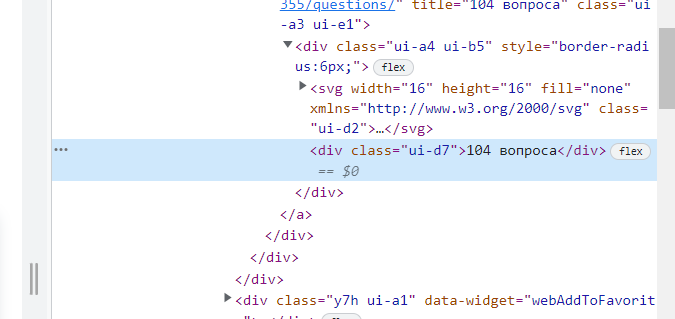 355/questions/" title="104 вопроса" class="ui
-a3 ui-e1">
<div class="ui-a4 ui-b5" style="border-radi
us:6px;"> flex
<svg width="16" height="16" fill="none"
xmlns="http://www.w3.org/2000/svg" class=
"ui-d2">…</svg>
<div class="ui-d7">104 вопроса</div> flex
== $0
</div>
</a>
</div>
</div>
</div>
<div class="y7h ui-a1" data-widget="webAddToFavorit